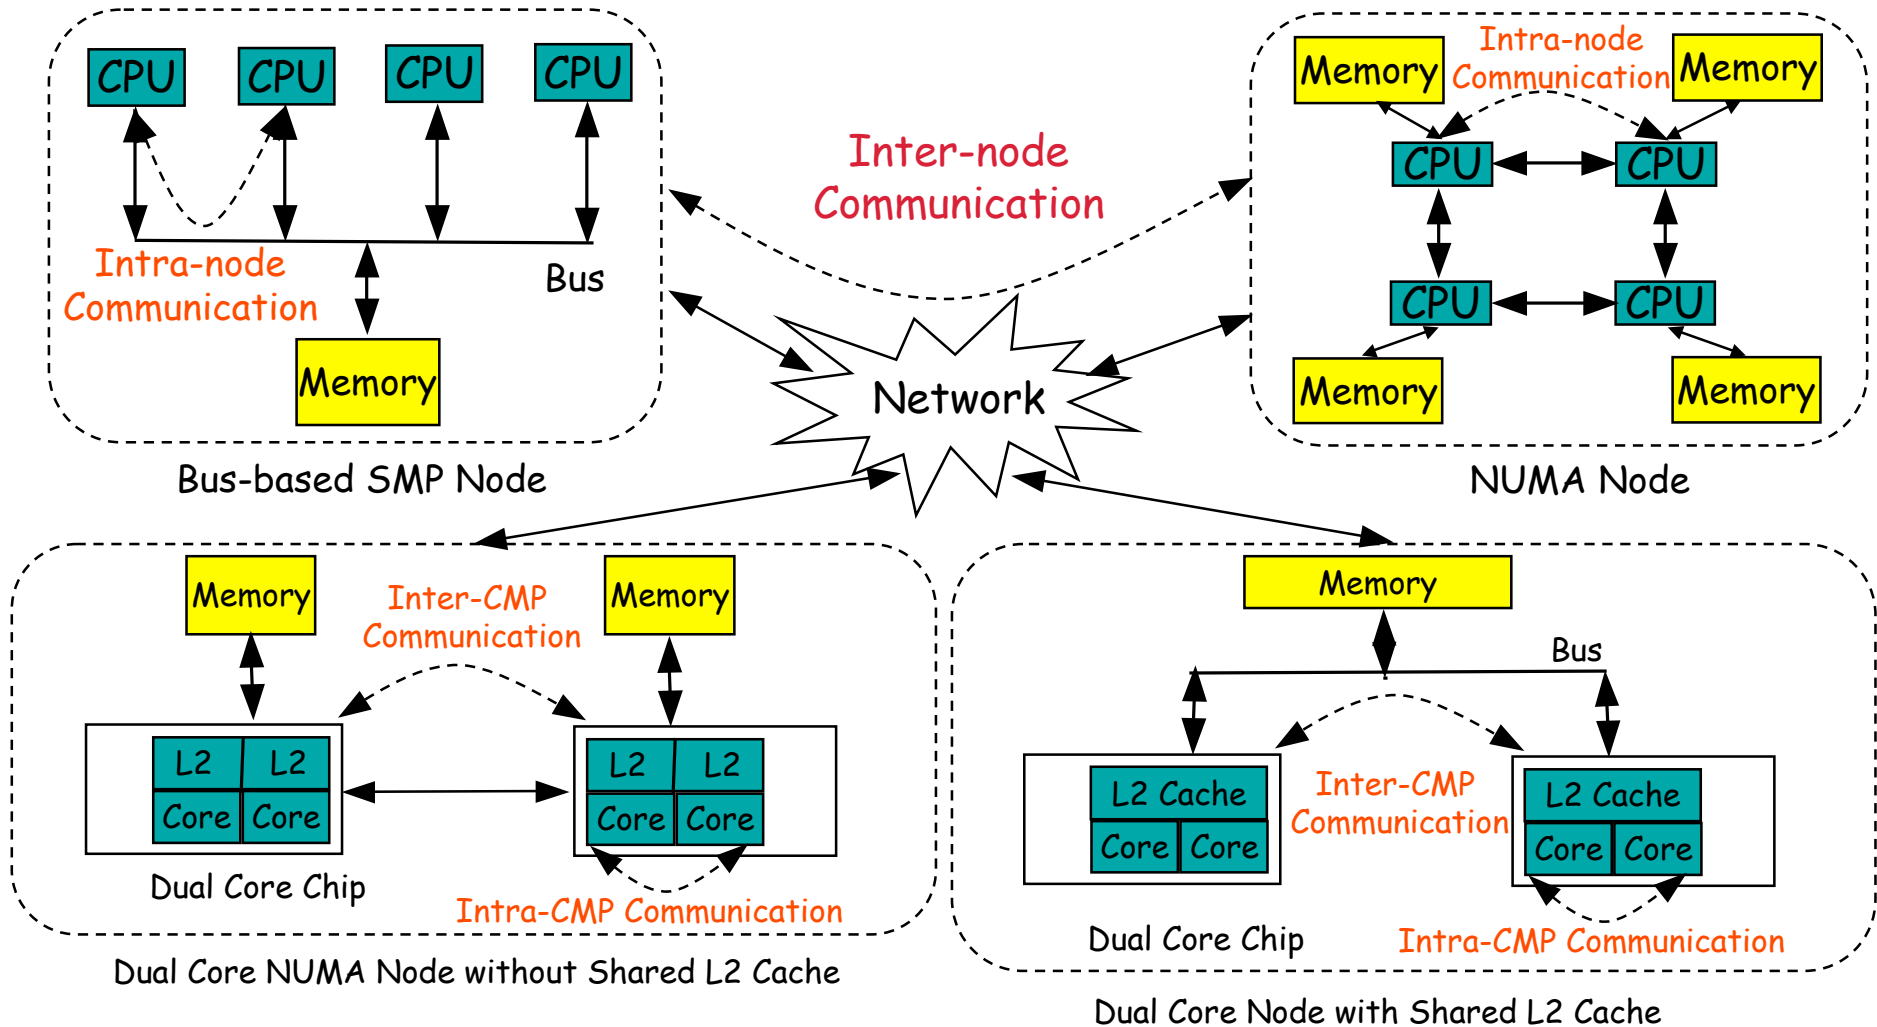 CPU
CPU
CPU
CPU
Intra-node
Communication
Bus
Memory
Bus-based SMP Node
Inter-node
Communication
Network
Memory
Intra-node
Communication
Memory
CPU
CPU
CPU
CPU
Memory
Memory
NUMA Node
Memory
Inter-CMP
Communication
Memory
L2
L2
Core
Core
L2
L2
Core
Core
Dual Core Chip
Intra-CMP Communication
Dual Core NUMA Node without Shared L2 Cache
Memory
Bus
L2 Cache
Core
Core
Inter-CMP
Communication
L2 Cache
Core
Core
Dual Core Chip
Intra-CMP Communication
Dual Core Node with Shared L2 Cache